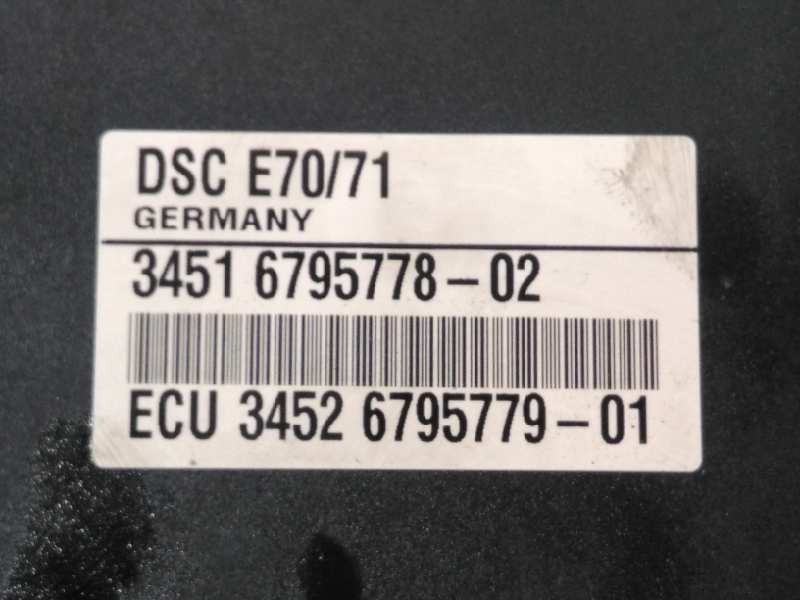 DSC E70/71
GERMANY
3451 6795778-02
ECU 3452 6795779-01